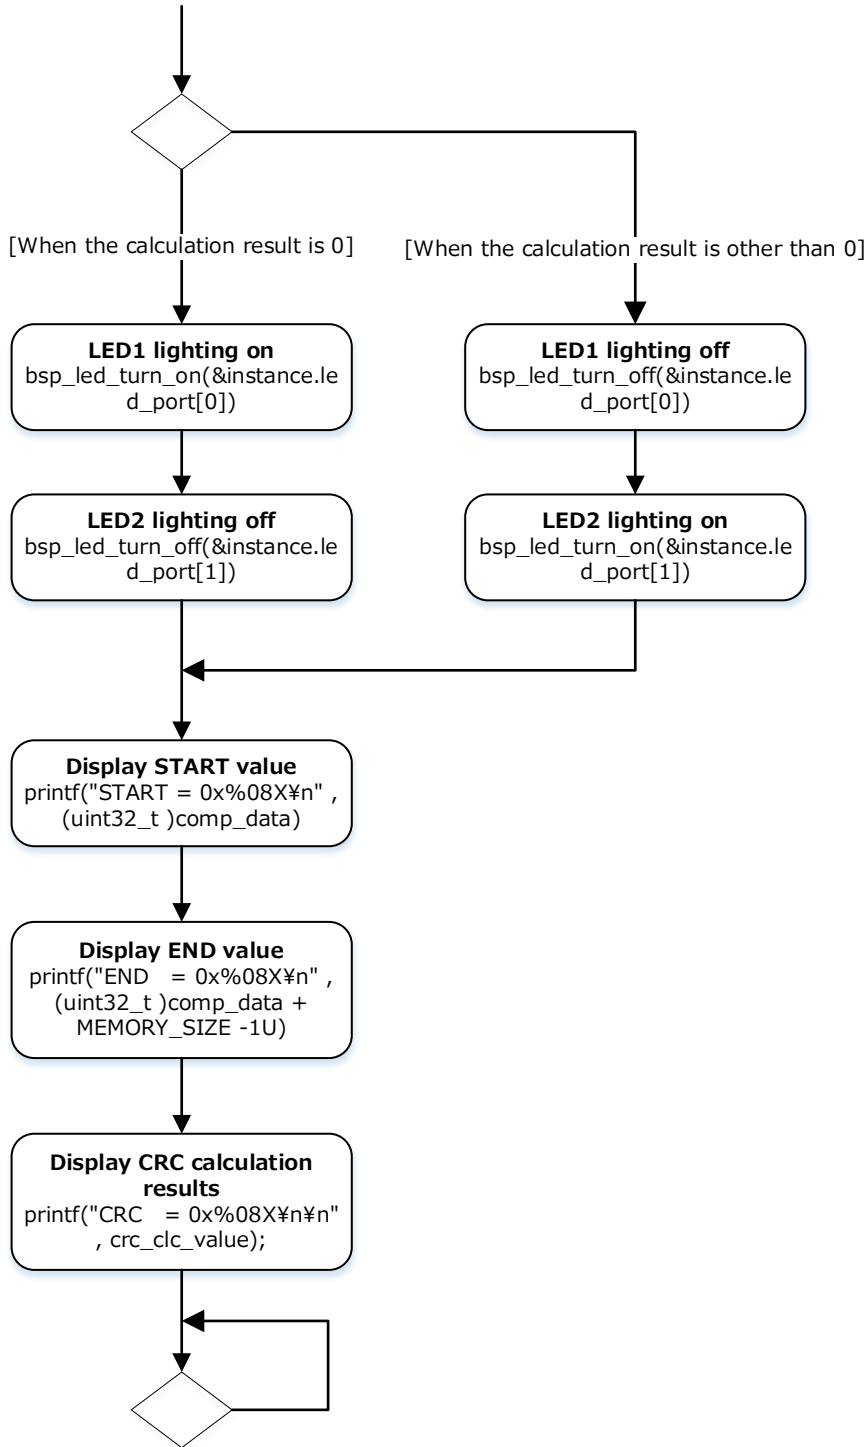 [When the calculation result is 0]
[When the calculation result is other than 0]
LED1 lighting on
bsp_led_turn_on(&instance.le
d_port[0])
LED1 lighting off
bsp_led_turn_off(&instance.le
d_port[0])
LED2 lighting off
bsp_led_turn_off(&instance.le
d_port[1])
LED2 lighting on
bsp_led_turn_on(&instance.le
d_port[1])
Display START value
printf("START = 0x%08X¥n" ,
(uint32_t )comp_data)
Display END value
printf("END   = 0x%08X¥n" ,
(uint32_t )comp_data +
MEMORY_SIZE -1U)
Display CRC calculation
results
printf("CRC   = 0x%08X¥n¥n"
, crc_clc_value);